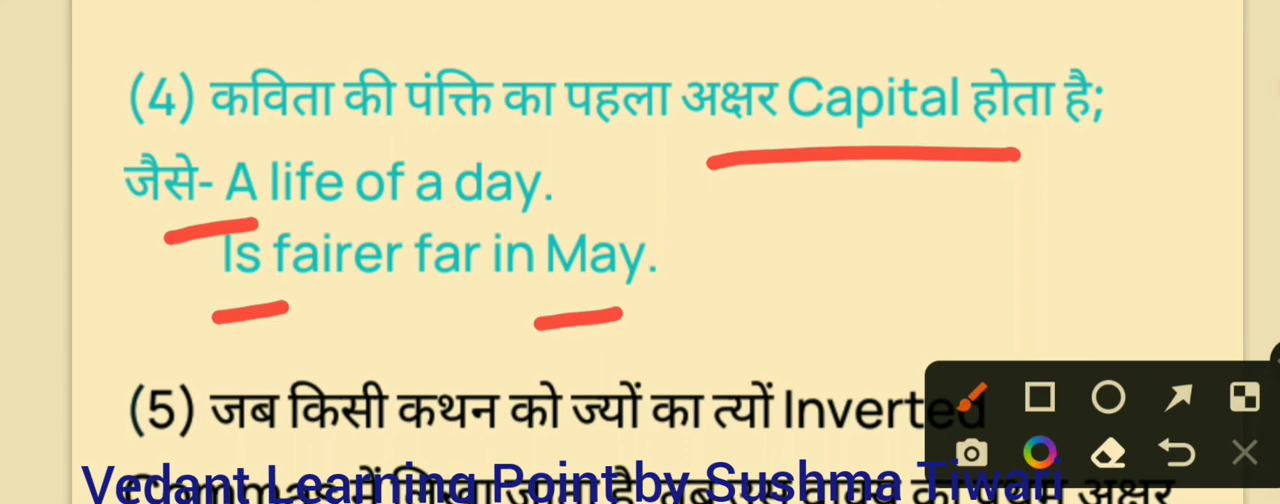 (4) कविता की पंक्ति का पहला अक्षर Capital होता है;
जैसे- A life of a day.
Is fairer far in May.
(5) जब किसी कथन को ज्यों का त्यों Inverted
Vedant Learning Point by Sushma Tiwari